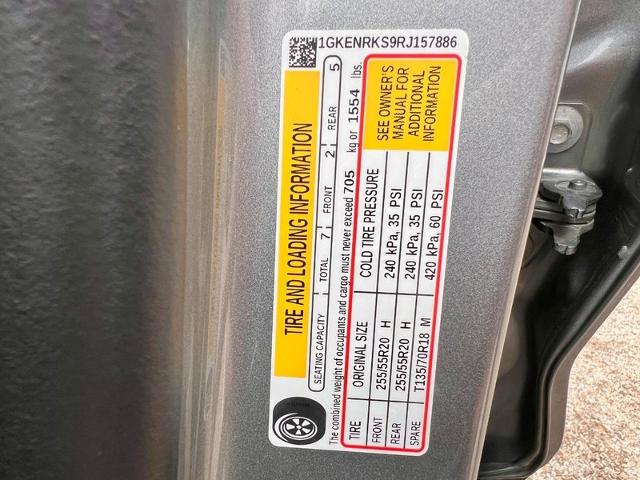 1GKENRKS9RJ157886
TIRE AND LOADING INFORMATION
SEATING CAPACITY TOTAL 7 FRONT 2 REAR 5
The combined weight of occupants and cargo must never exceed 705 kg or 1554 lbs.
TIRE ORIGINAL SIZE COLD TIRE PRESSURE
FRONT 255/55R20 H 240 kPa, 35 PSI
REAR 255/55R20 H 240 kPa, 35 PSI
SPARE T135/70R18 M 420 kPa, 60 PSI
SEE OWNER'S
MANUAL FOR
ADDITIONAL
INFORMATION